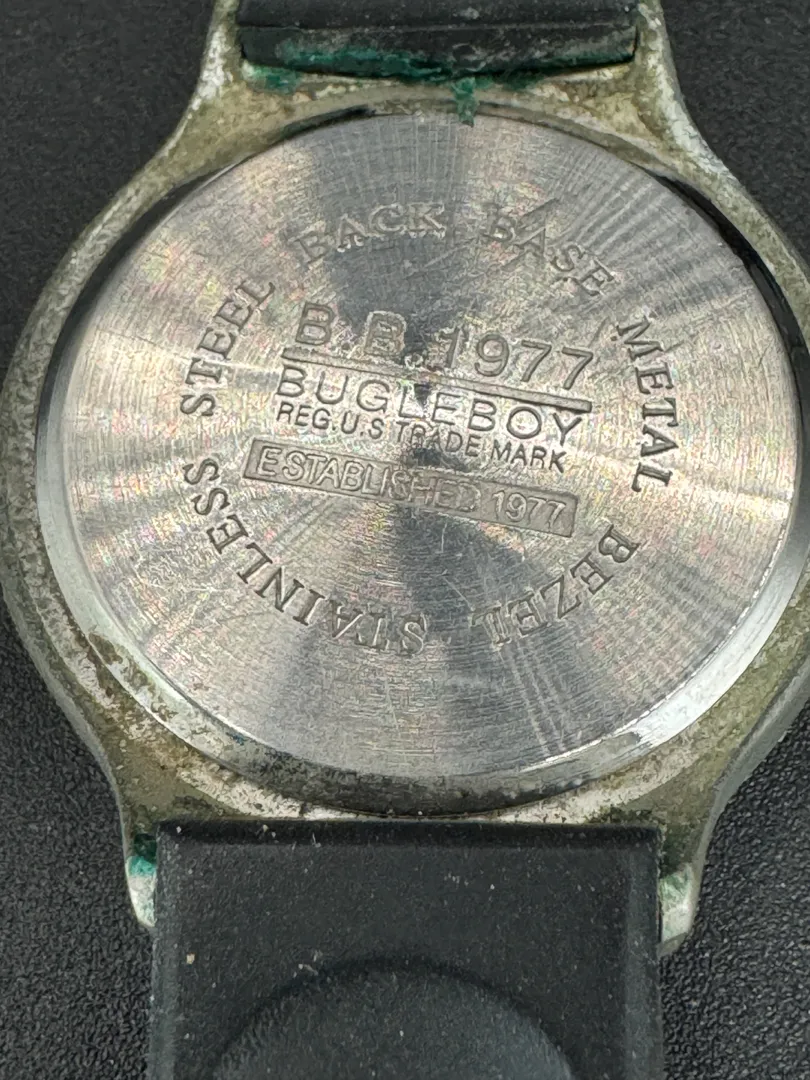 B.B.1977
BUGLEBOY
REG.U.S TRADE MARK
ESTABLISHED 1977
STAINLESS STEEL BACK BASE METAL BEZEL